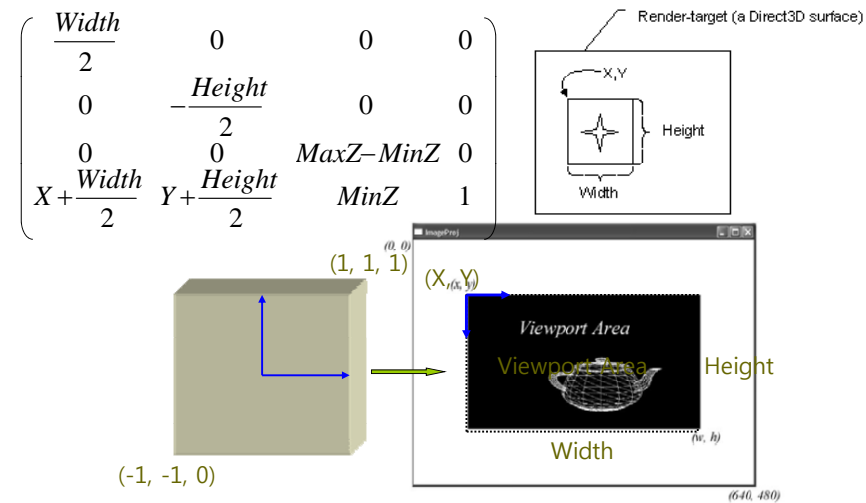 Width
2
0 0 0
0 -Height
2
0 0
0 0 MaxZ–MinZ 0
X+Width
2
Y+Height
2
MinZ 1
Render-target (a Direct3D surface)
X,Y
Height
Width
ImageProj
(0, 0)
(1, 1, 1)
(X, Y)
(x, y)
Viewport Area
Viewport Area
Height
(w, h)
Width
(-1, -1, 0)
(640, 480)